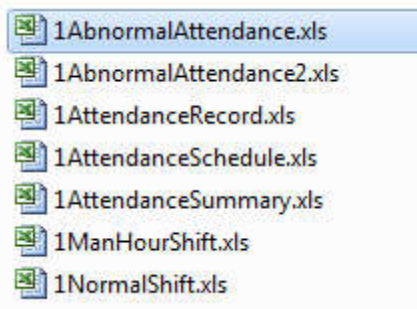 1AbnormalAttendance.xls
1AbnormalAttendance2.xls
1AttendanceRecord.xls
1AttendanceSchedule.xls
1AttendanceSummary.xls
1ManHourShift.xls
1NormalShift.xls